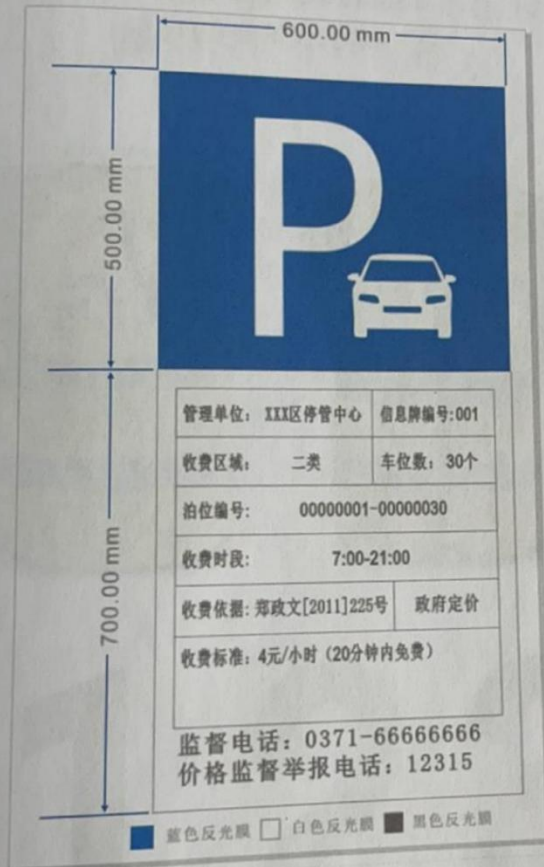 600.00 mm
500.00 mm
P
700.00 mm
管理单位: XXX区停管中心 信息牌编号:001
收费区域: 二类 车位数: 30个
泊位编号: 00000001-00000030
收费时段: 7:00-21:00
收费依据: 郑政文[2011]225号 政府定价
收费标准: 4元/小时 (20分钟内免费)
监督电话: 0371-66666666
价格监督举报电话: 12315
蓝色反光膜 白色反光膜 黑色反光膜